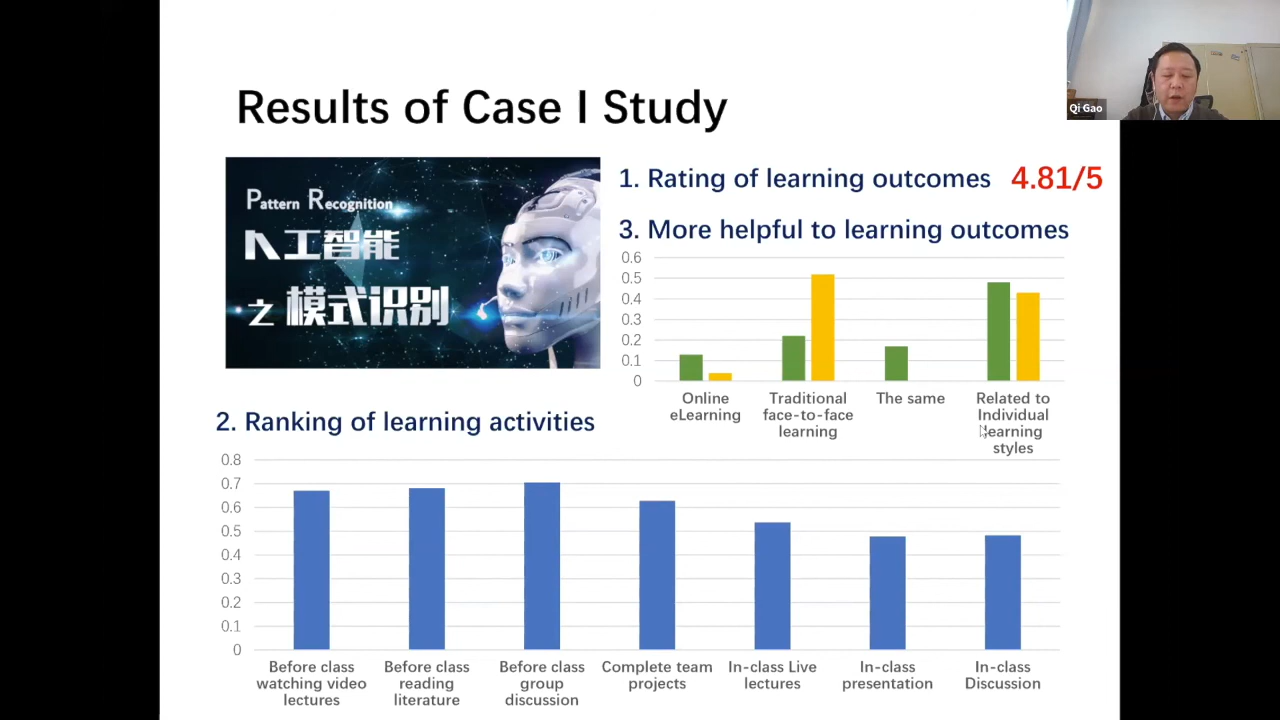 Results of Case I Study
Qi Gao
Pattern Recognition
人工智能
之 模式识别
1. Rating of learning outcomes 4.81/5
3. More helpful to learning outcomes
0.6
0.5
0.4
0.3
0.2
0.1
0
Online
eLearning
Traditional
face-to-face
learning
The same
Related to
Individual
learning
styles
2. Ranking of learning activities
0.8
0.7
0.6
0.5
0.4
0.3
0.2
0.1
0
Before class
watching video
lectures
Before class
reading
literature
Before class
group
discussion
Complete team
projects
In-class Live
lectures
In-class
presentation
In-class
Discussion